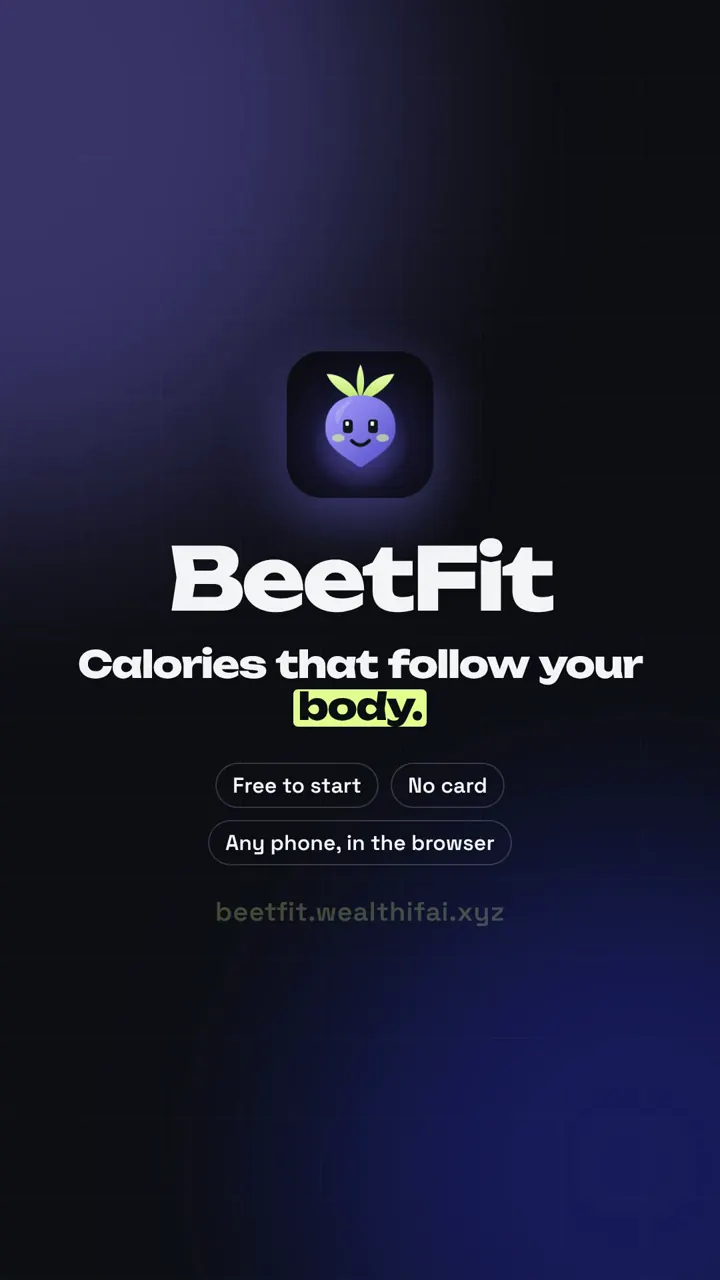 BeetFit
Calories that follow your
body.
Free to start
No card
Any phone, in the browser
beetfit.wealthifai.xyz